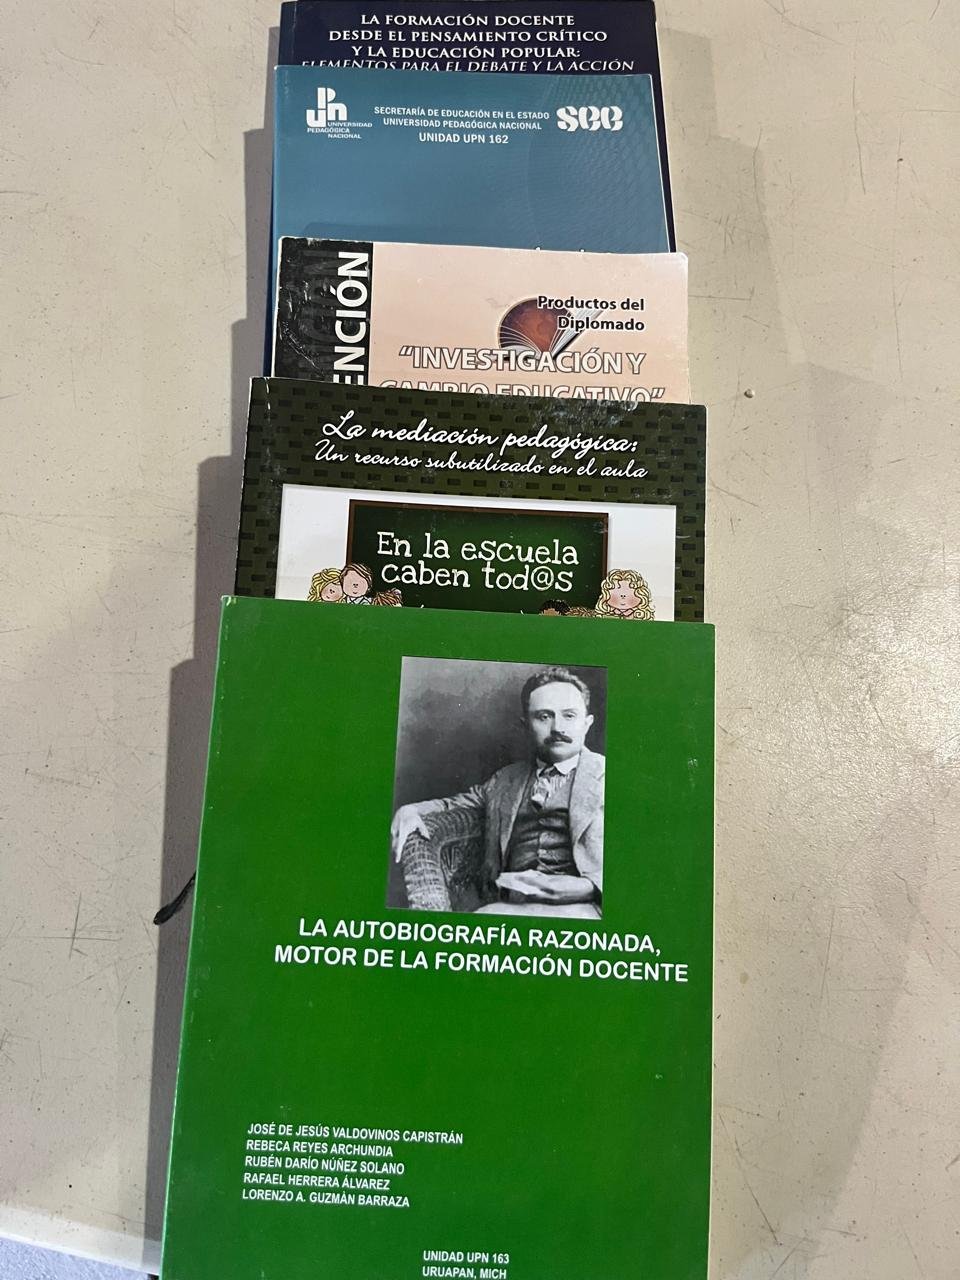 LA FORMACIÓN DOCENTE
DESDE EL PENSAMIENTO CRÍTICO
Y LA EDUCACIÓN POPULAR:
ELEMENTOS PARA EL DEBATE Y LA ACCIÓN
UNIVERSIDAD
PEDAGÓGICA
NACIONAL
SECRETARÍA DE EDUCACIÓN EN EL ESTADO
UNIVERSIDAD PEDAGÓGICA NACIONAL
UNIDAD UPN 162
see
ENCIÓN
Productos del
Diplomado
"INVESTIGACIÓN Y
CAMBIO EDUCATIVO"
La mediación pedagógica:
Un recurso subutilizado en el aula
En la escuela
caben tod@s
LA AUTOBIOGRAFÍA RAZONADA,
MOTOR DE LA FORMACIÓN DOCENTE
JOSÉ DE JESÚS VALDOVINOS CAPISTRÁN
REBECA REYES ARCHUNDIA
RUBÉN DARÍO NÚÑEZ SOLANO
RAFAEL HERRERA ÁLVAREZ
LORENZO A. GUZMÀN BARRAZA
UNIDAD UPN 163
URUAPAN, MICH